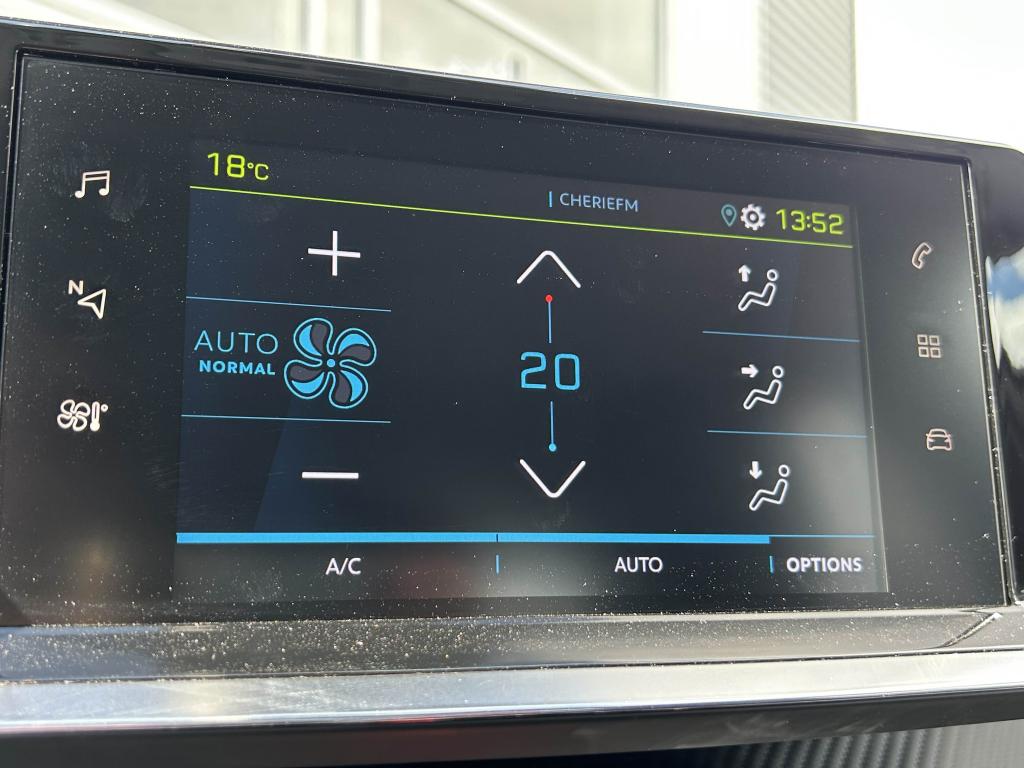 18°C
CHERIEFM
13:52
N
AUTO
NORMAL
20
A/C
AUTO
OPTIONS